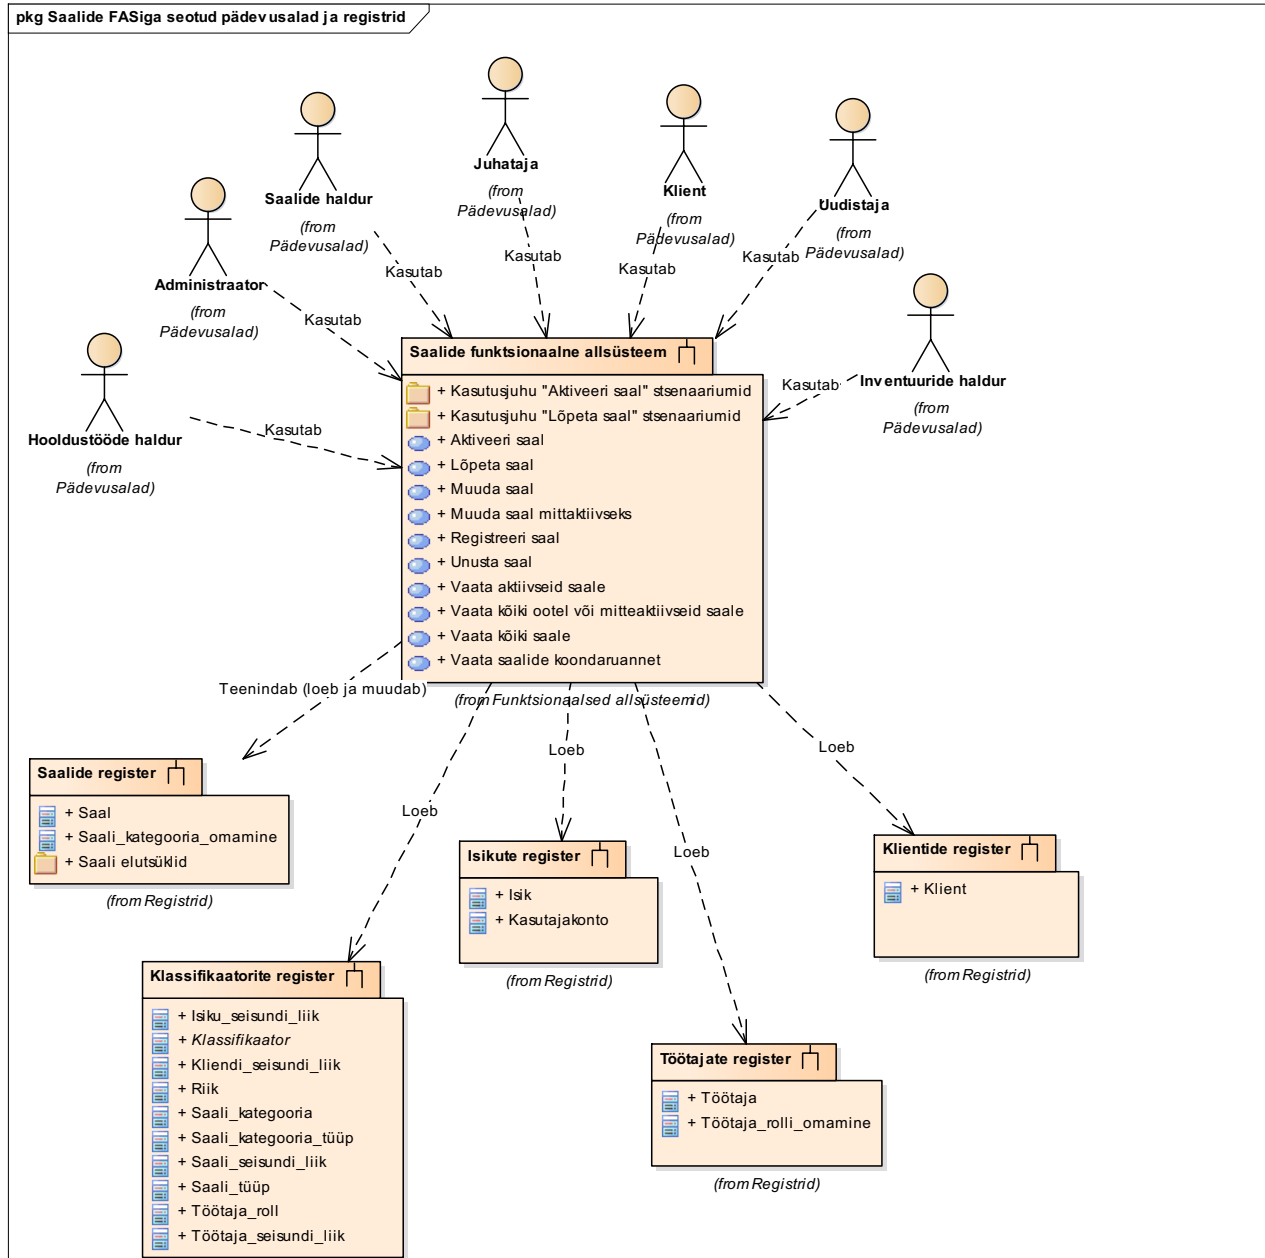 pkg Saalide FASiga seotud pädevusalad ja registrid
Juhataja
(from
Pädevusalad)
Klient
(from
Pädevusalad)
Saalide haldur
(from
Pädevusalad)
Uudistaja
(from
Pädevusalad)
Administraator
(from
Pädevusalad)
Hooldustööde haldur
(from
Pädevusalad)
Inventuuride haldur
(from
Pädevusalad)
Kasutab
Kasutab
Kasutab
Kasutab
Kasutab
Kasutab
Kasutab
Saalide funktsionaalne allsüsteem
+ Kasutusjuhu "Aktiveeri saal" stsenaariumid
+ Kasutusjuhu "Lõpeta saal" stsenaariumid
+ Aktiveeri saal
+ Lõpeta saal
+ Muuda saal
+ Muuda saal mittaktiivseks
+ Registreeri saal
+ Unusta saal
+ Vaata aktiivseid saale
+ Vaata kõiki ootel või mitteaktiivseid saale
+ Vaata kõiki saale
+ Vaata saalide koondaruannet
(from Funktsionaalsed allsüsteemid)
Teenindab (loeb ja muudab)
Loeb
Loeb
Loeb
Loeb
Saalide register
+ Saal
+ Saali_kategooria_omamine
+ Saali elutsüklid
(from Registrid)
Isikute register
+ Isik
+ Kasutajakonto
(from Registrid)
Klientide register
+ Klient
(from Registrid)
Klassifikaatorite register
+ Isiku_seisundi_liik
+ Klassifikaator
+ Kliendi_seisundi_liik
+ Riik
+ Saali_kategooria
+ Saali_kategooria_tüüp
+ Saali_seisundi_liik
+ Saali_tüüp
+ Töötaja_roll
+ Töötaja_seisundi_liik
Töötajate register
+ Töötaja
+ Töötaja_rolli_omamine
(from Registrid)